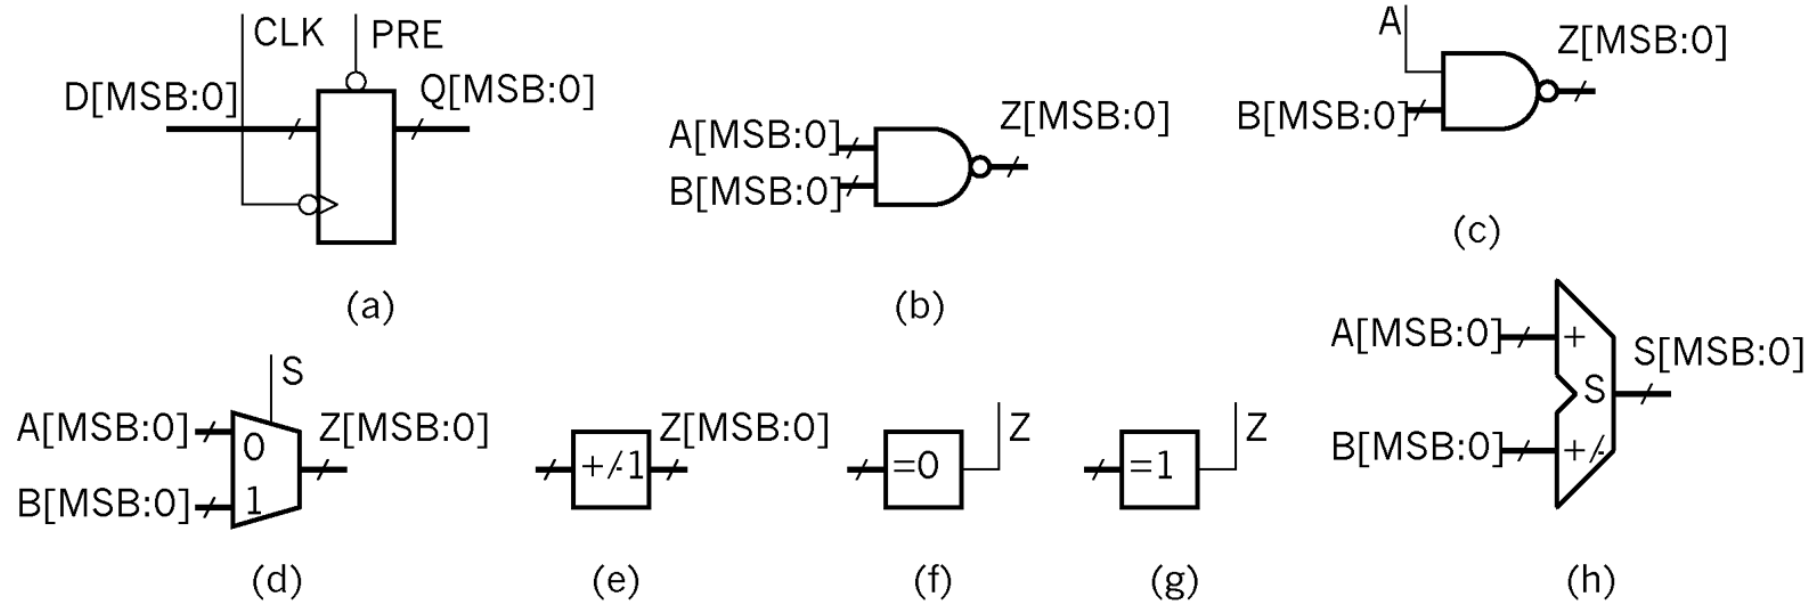 CLK
PRE
D[MSB:0]
Q[MSB:0]
(a)
A[MSB:0]
B[MSB:0]
Z[MSB:0]
(b)
A
B[MSB:0]
Z[MSB:0]
(c)
S
A[MSB:0]
0
Z[MSB:0]
B[MSB:0]
1
(d)
+/-1
Z[MSB:0]
(e)
=0
Z
(f)
=1
Z
(g)
A[MSB:0]
+
S[MSB:0]
S
B[MSB:0]
+/-
(h)